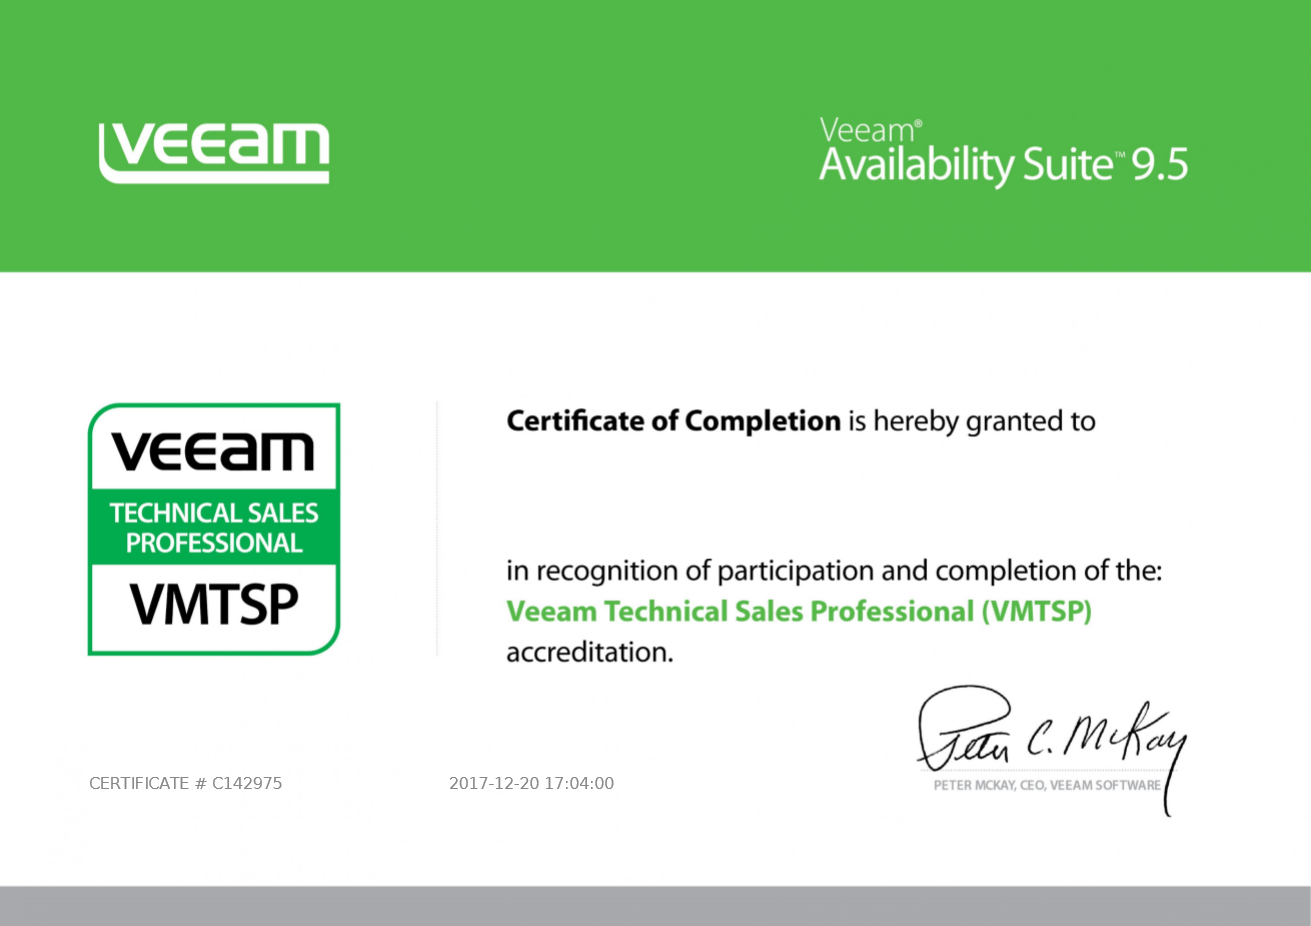 veeam
Veeam®
Availability Suite™ 9.5
veeam
TECHNICAL SALES
PROFESSIONAL
VMTSP
Certificate of Completion is hereby granted to
in recognition of participation and completion of the:
Veeam Technical Sales Professional (VMTSP)
accreditation.
Peter C. McKay
PETER MCKAY, CEO, VEEAM SOFTWARE
CERTIFICATE # C142975
2017-12-20 17:04:00